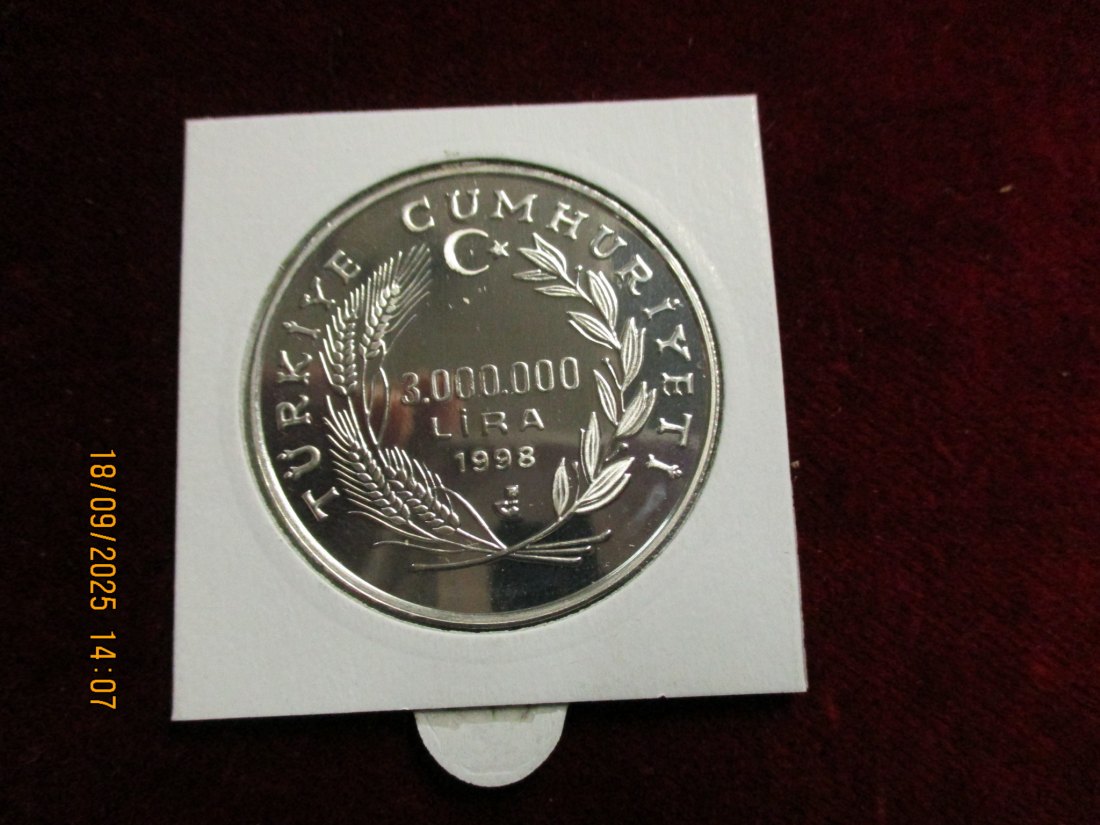 TÜRKİYE CUMHURİYETİ
3.000.000
LİRA
1998
18/09/2025 14:07